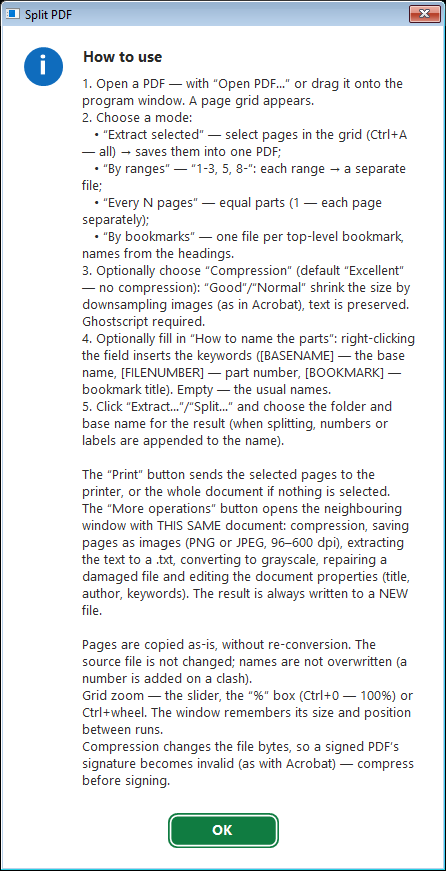 Split PDF
How to use
1. Open a PDF — with “Open PDF...” or drag it onto the
program window. A page grid appears.
2. Choose a mode:
• “Extract selected” — select pages in the grid (Ctrl+A
— all) → saves them into one PDF;
• “By ranges” — “1-3, 5, 8-”: each range → a separate
file;
• “Every N pages” — equal parts (1 — each page
separately);
• “By bookmarks” — one file per top-level bookmark,
names from the headings.
3. Optionally choose “Compression” (default “Excellent”
— no compression): “Good”/“Normal” shrink the size by
downsampling images (as in Acrobat), text is preserved.
Ghostscript required.
4. Optionally fill in “How to name the parts”: right-clicking
the field inserts the keywords ([BASENAME] — the base
name, [FILENUMBER] — part number, [BOOKMARK] —
bookmark title). Empty — the usual names.
5. Click “Extract...”/“Split...” and choose the folder and
base name for the result (when splitting, numbers or
labels are appended to the name).
The “Print” button sends the selected pages to the
printer, or the whole document if nothing is selected.
The “More operations” button opens the neighbouring
window with THIS SAME document: compression, saving
pages as images (PNG or JPEG, 96–600 dpi), extracting
the text to a .txt, converting to grayscale, repairing a
damaged file and editing the document properties (title,
author, keywords). The result is always written to a NEW
file.
Pages are copied as-is, without re-conversion. The
source file is not changed; names are not overwritten (a
number is added on a clash).
Grid zoom — the slider, the “%” box (Ctrl+0 — 100%) or
Ctrl+wheel. The window remembers its size and position
between runs.
Compression changes the file bytes, so a signed PDF’s
signature becomes invalid (as with Acrobat) — compress
before signing.
OK